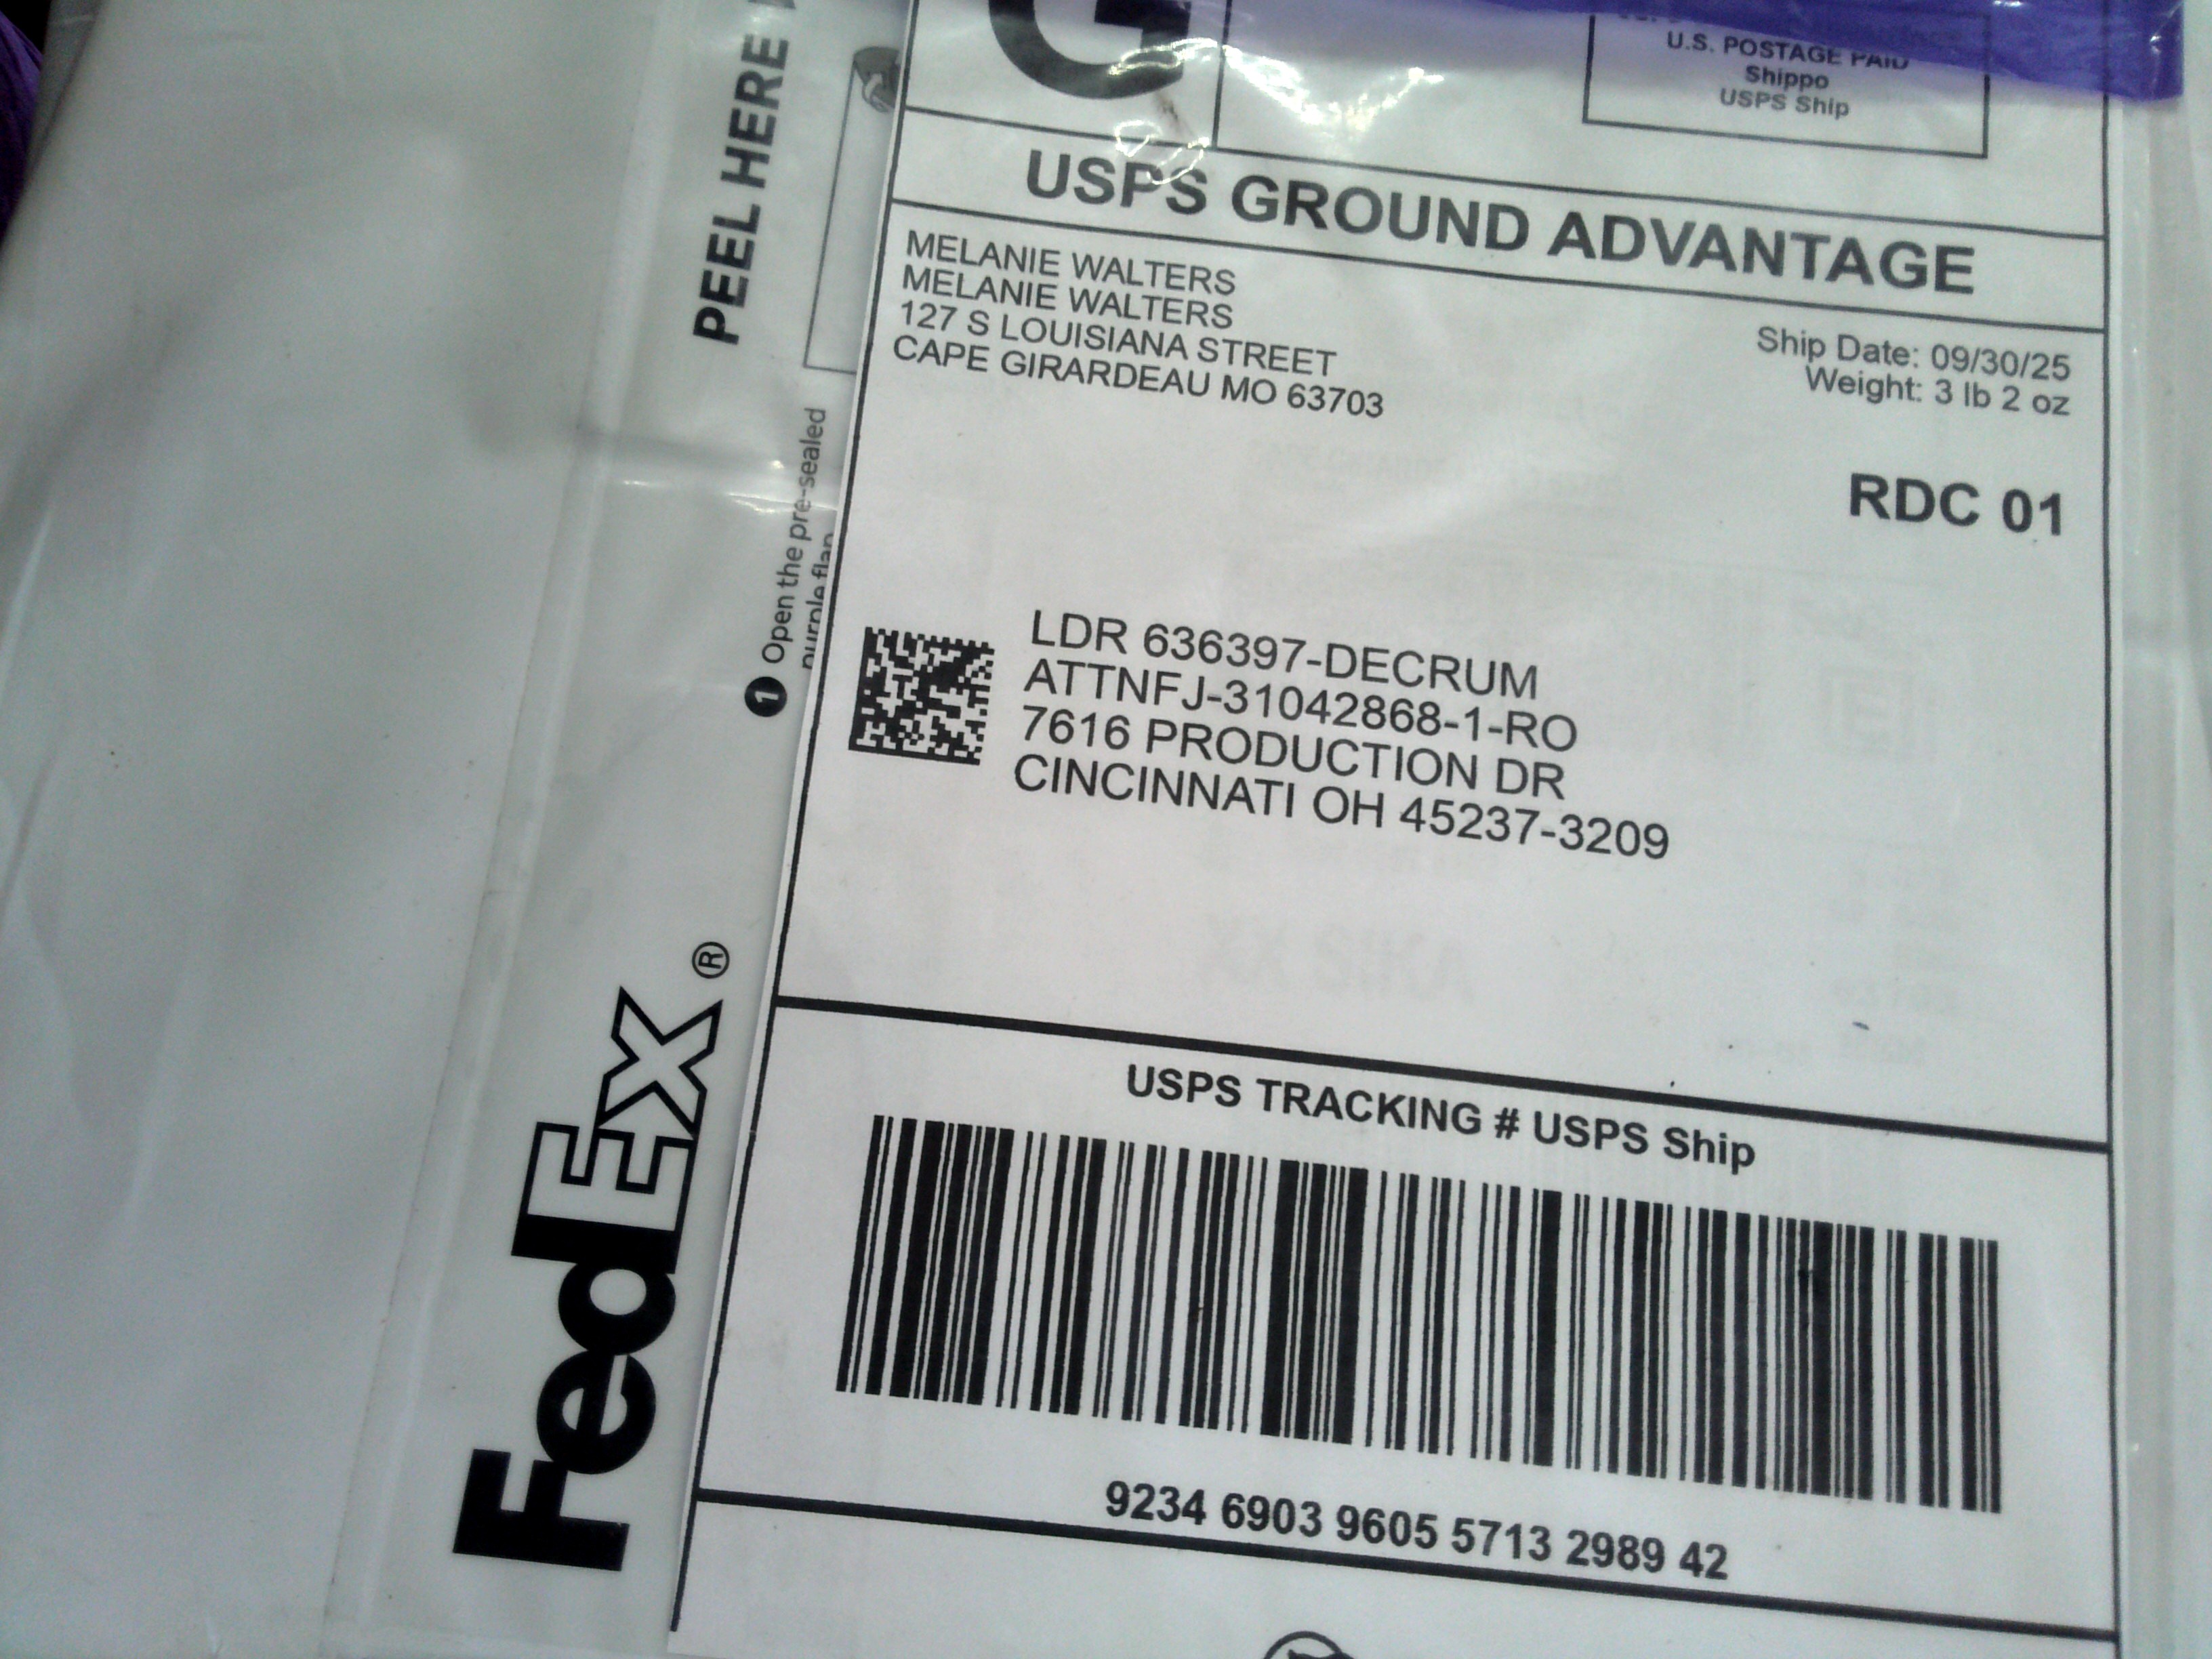 PEEL HERE
1 Open the pre-sealed
purple flap
FedEx®
G
U.S. POSTAGE PAID
Shippo
USPS Ship
USPS GROUND ADVANTAGE
MELANIE WALTERS
MELANIE WALTERS
127 S LOUISIANA STREET
CAPE GIRARDEAU MO 63703
Ship Date: 09/30/25
Weight: 3 lb 2 oz
RDC 01
LDR 636397-DECRUM
ATTNFJ-31042868-1-RO
7616 PRODUCTION DR
CINCINNATI OH 45237-3209
USPS TRACKING # USPS Ship
9234 6903 9605 5713 2989 42